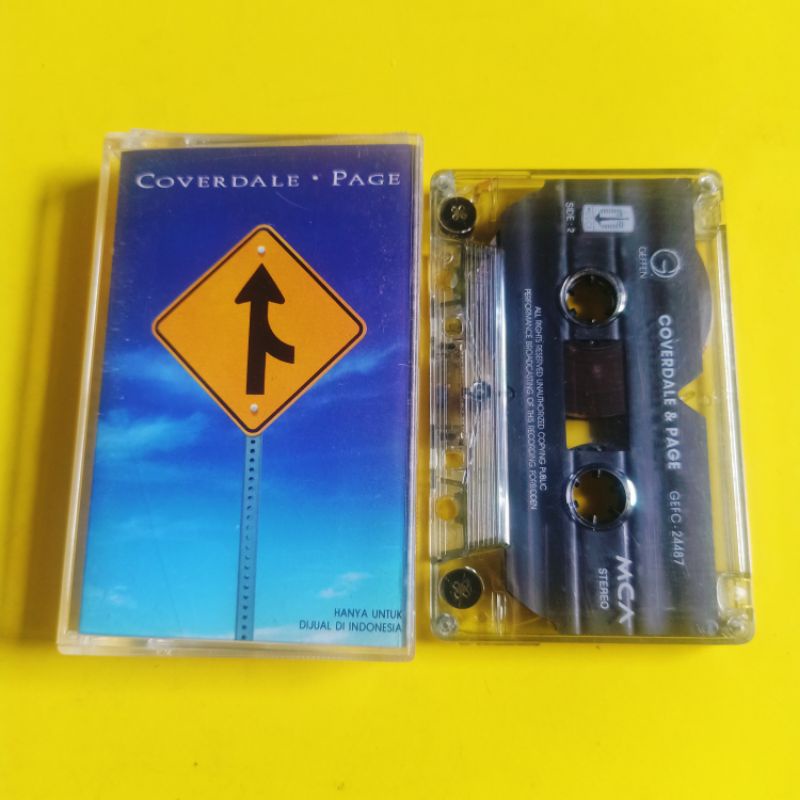 COVERDALE • PAGE
HANYA UNTUK
DIJUAL DI INDONESIA
SIDE : 2
GEFFEN
COVERDALE & PAGE GEFC - 24487
ALL RIGHTS RESERVED UNAUTHORIZED COPYING PUBLIC
PERFORMANCE BROADCASTING OF THIS RECORDING FORBIDDEN
MCA
STEREO